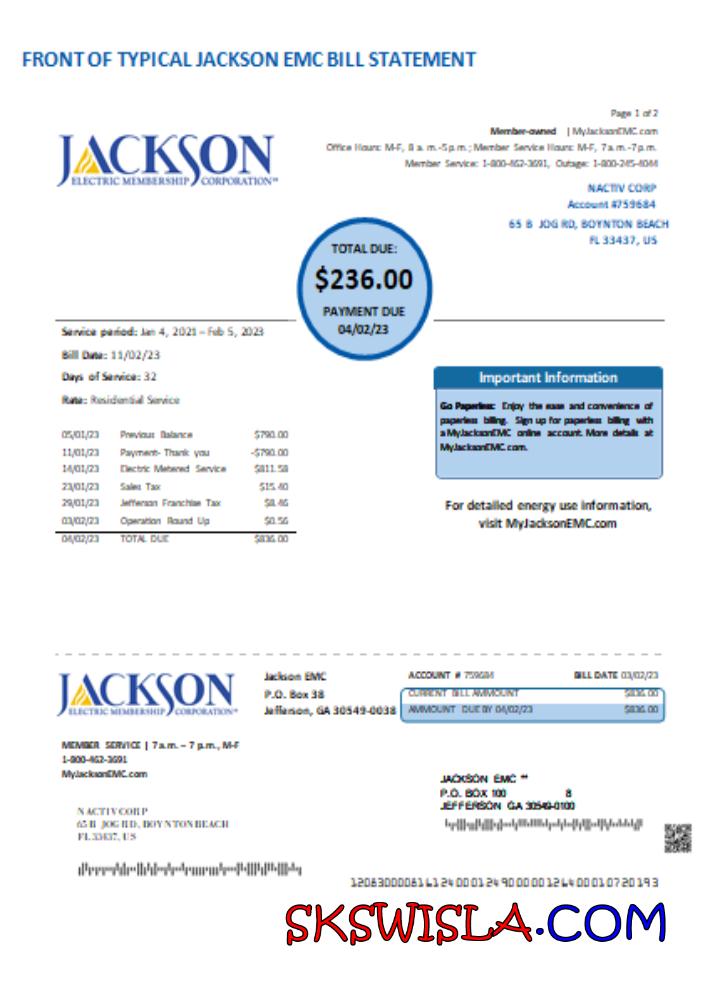 FRONT OF TYPICAL JACKSON EMC BILL STATEMENT
Page 1 of 2
JACKSON
ELECTRIC MEMBERSHIP CORPORATION
Member-owned | MyJacksonEMC.com
Office Hours: M-F, 8 a. m.-5p.m.; Member Service Hours: M-F, 7a.m.-7p.m.
Member Service: 1-800-462-3691, Outage: 1-800-245-4044
NACTIV CORP
Account #759684
65 B JOG RD, BOYNTON BEACH
FL 33437, US
TOTAL DUE:
$236.00
PAYMENT DUE
04/02/23
Service period: Jan 4, 2021 – Feb 5, 2023
Bill Date: 11/02/23
Days of Service: 32
Rate: Residential Service
Important Information
Go Paperless: Enjoy the ease and convenience of
paperless billing. Sign up for paperless billing with
a MyJacksonEMC online account. More details at
MyJacksonEMC.com.
05/01/23 Previous Balance $790.00
11/01/23 Payment- Thank you -$790.00
14/01/23 Electric Metered Service $811.58
23/01/23 Sales Tax $15.40
29/01/23 Jefferson Franchise Tax $8.46
03/02/23 Operation Round Up $0.56
04/02/23 TOTAL DUE $836.00
For detailed energy use information,
visit MyJacksonEMC.com
JACKSON
ELECTRIC MEMBERSHIP CORPORATION
Jackson EMC
P.O. Box 38
Jefferson, GA 30549-0038
ACCOUNT # 759684 BILL DATE 03/02/23
CURRENT BILL AMMOUNT $836.00
AMMOUNT DUE BY 04/02/23 $836.00
MEMBER SERVICE | 7 a.m. – 7 p.m., M-F
1-800-462-3691
MyJacksonEMC.com
JACKSON EMC **
P.O. BOX 100 8
JEFFERSON GA 30549-0100
NACTIV CORP
65 B JOG RD, BOYNTON BEACH
FL 33437, US
SKSWISLA.COM